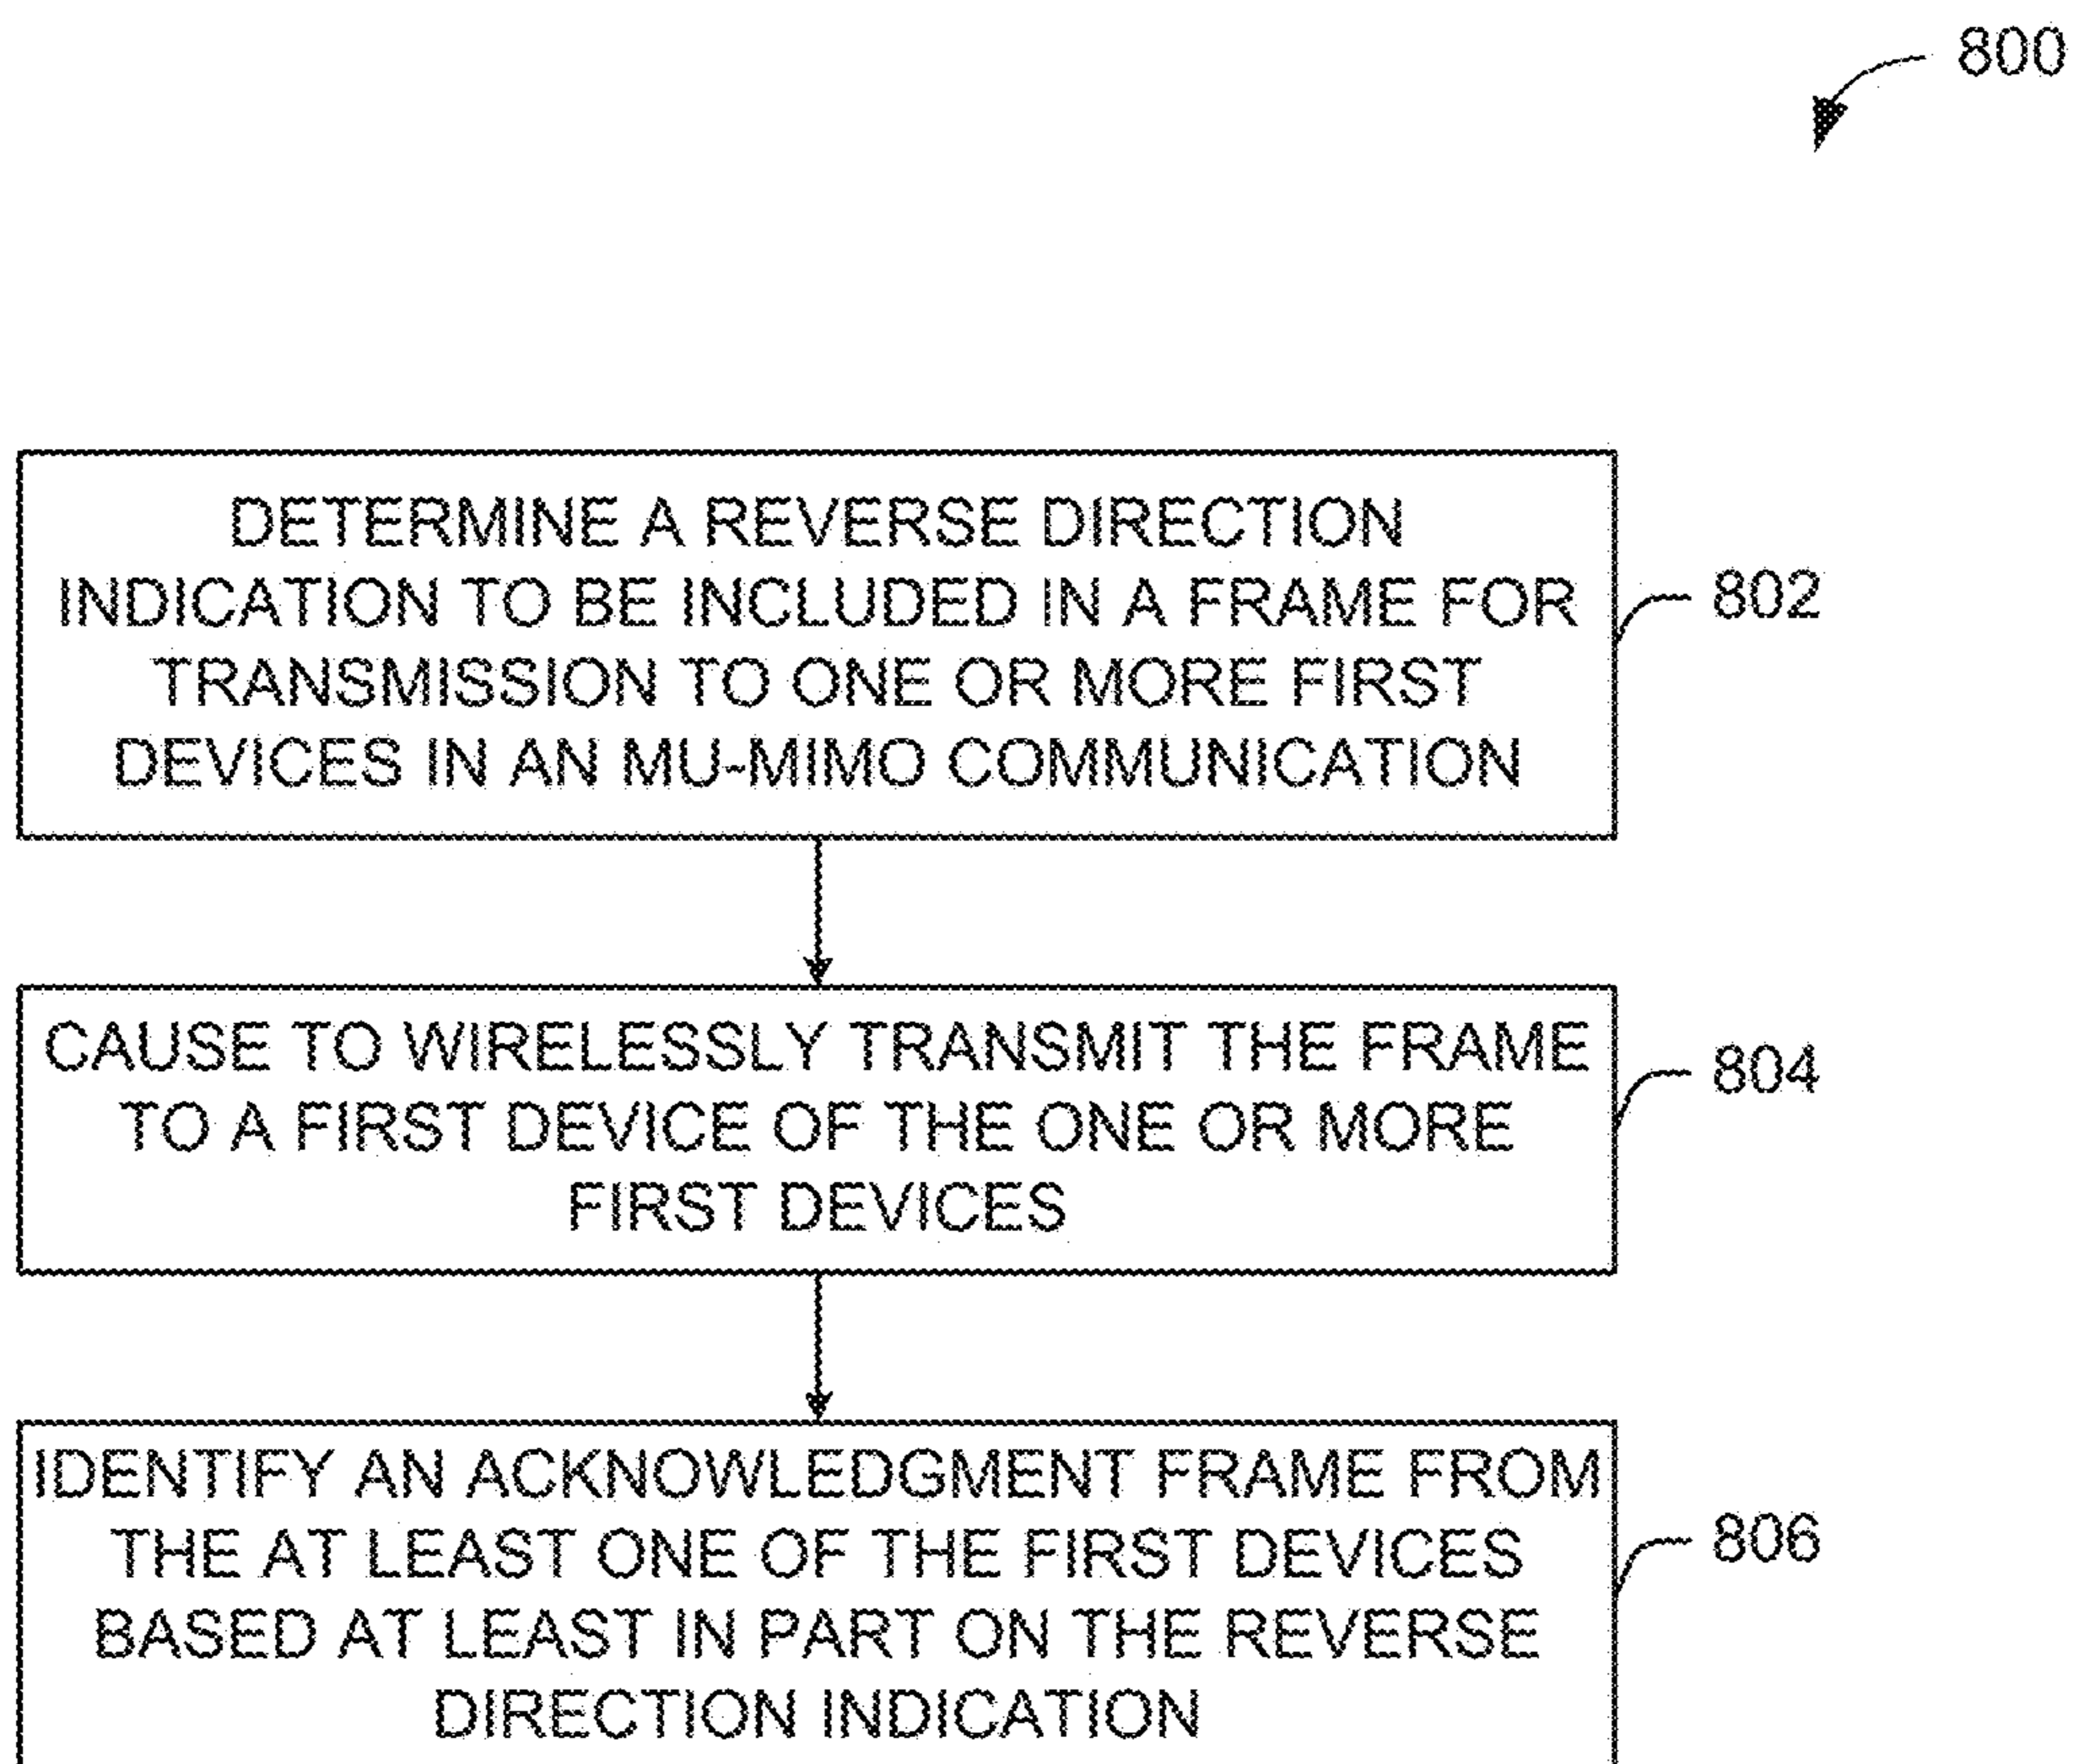 800
DETERMINE A REVERSE DIRECTION
INDICATION TO BE INCLUDED IN A FRAME FOR
TRANSMISSION TO ONE OR MORE FIRST
DEVICES IN AN MU-MIMO COMMUNICATION
802
CAUSE TO WIRELESSLY TRANSMIT THE FRAME
TO A FIRST DEVICE OF THE ONE OR MORE
FIRST DEVICES
804
IDENTIFY AN ACKNOWLEDGMENT FRAME FROM
THE AT LEAST ONE OF THE FIRST DEVICES
BASED AT LEAST IN PART ON THE REVERSE
DIRECTION INDICATION
806